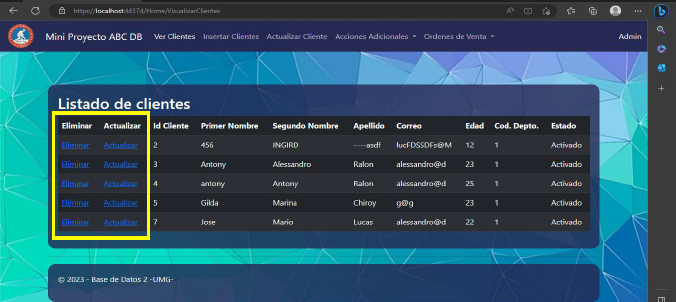 https://localhost:44374/Home/VisualizarClientes
Mini Proyecto ABC DB Ver Clientes Insertar Clientes Actualizar Cliente Acciones Adicionales Ordenes de Venta Admin
Listado de clientes
Eliminar Actualizar Id Cliente Primer Nombre Segundo Nombre Apellido Correo Edad Cod. Depto. Estado
Eliminar Actualizar 2 456 INGIRD ----asdf lucFDSSDFs@M 12 1 Activado
Eliminar Actualizar 3 Antony Alessandro Ralon alessandro@d 23 1 Activado
Eliminar Actualizar 4 antony Antony Ralon alessandro@d 25 1 Activado
Eliminar Actualizar 5 Gilda Marina Chiroy g@g 23 1 Activado
Eliminar Actualizar 7 Jose Mario Lucas alessandro@d 22 1 Activado
© 2023 - Base de Datos 2 -UMG-